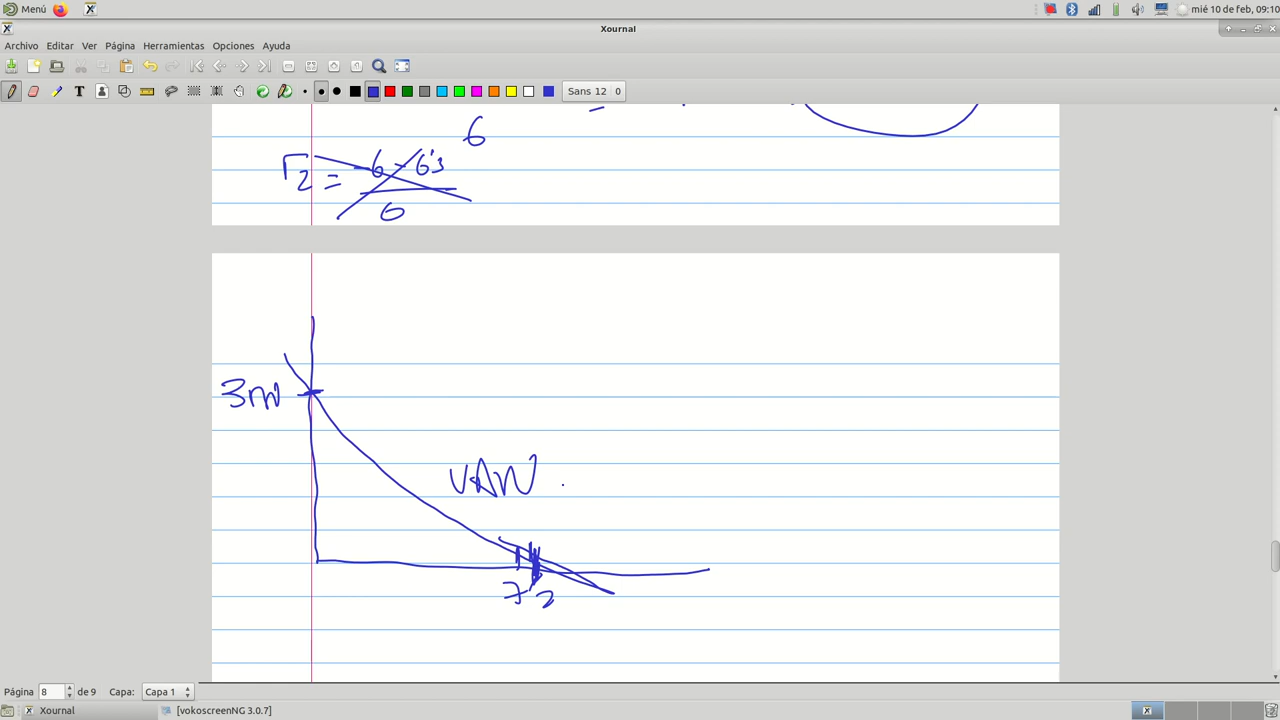 Menú
mié 10 de feb, 09:10
Xournal
Archivo Editar Ver Página Herramientas Opciones Ayuda
Sans 12 0
6
r2 = 6 - 6'3
6
3m
VAN
7 2
Página 8 de 9 Capa: Capa 1
Xournal [vokoscreenNG 3.0.7]